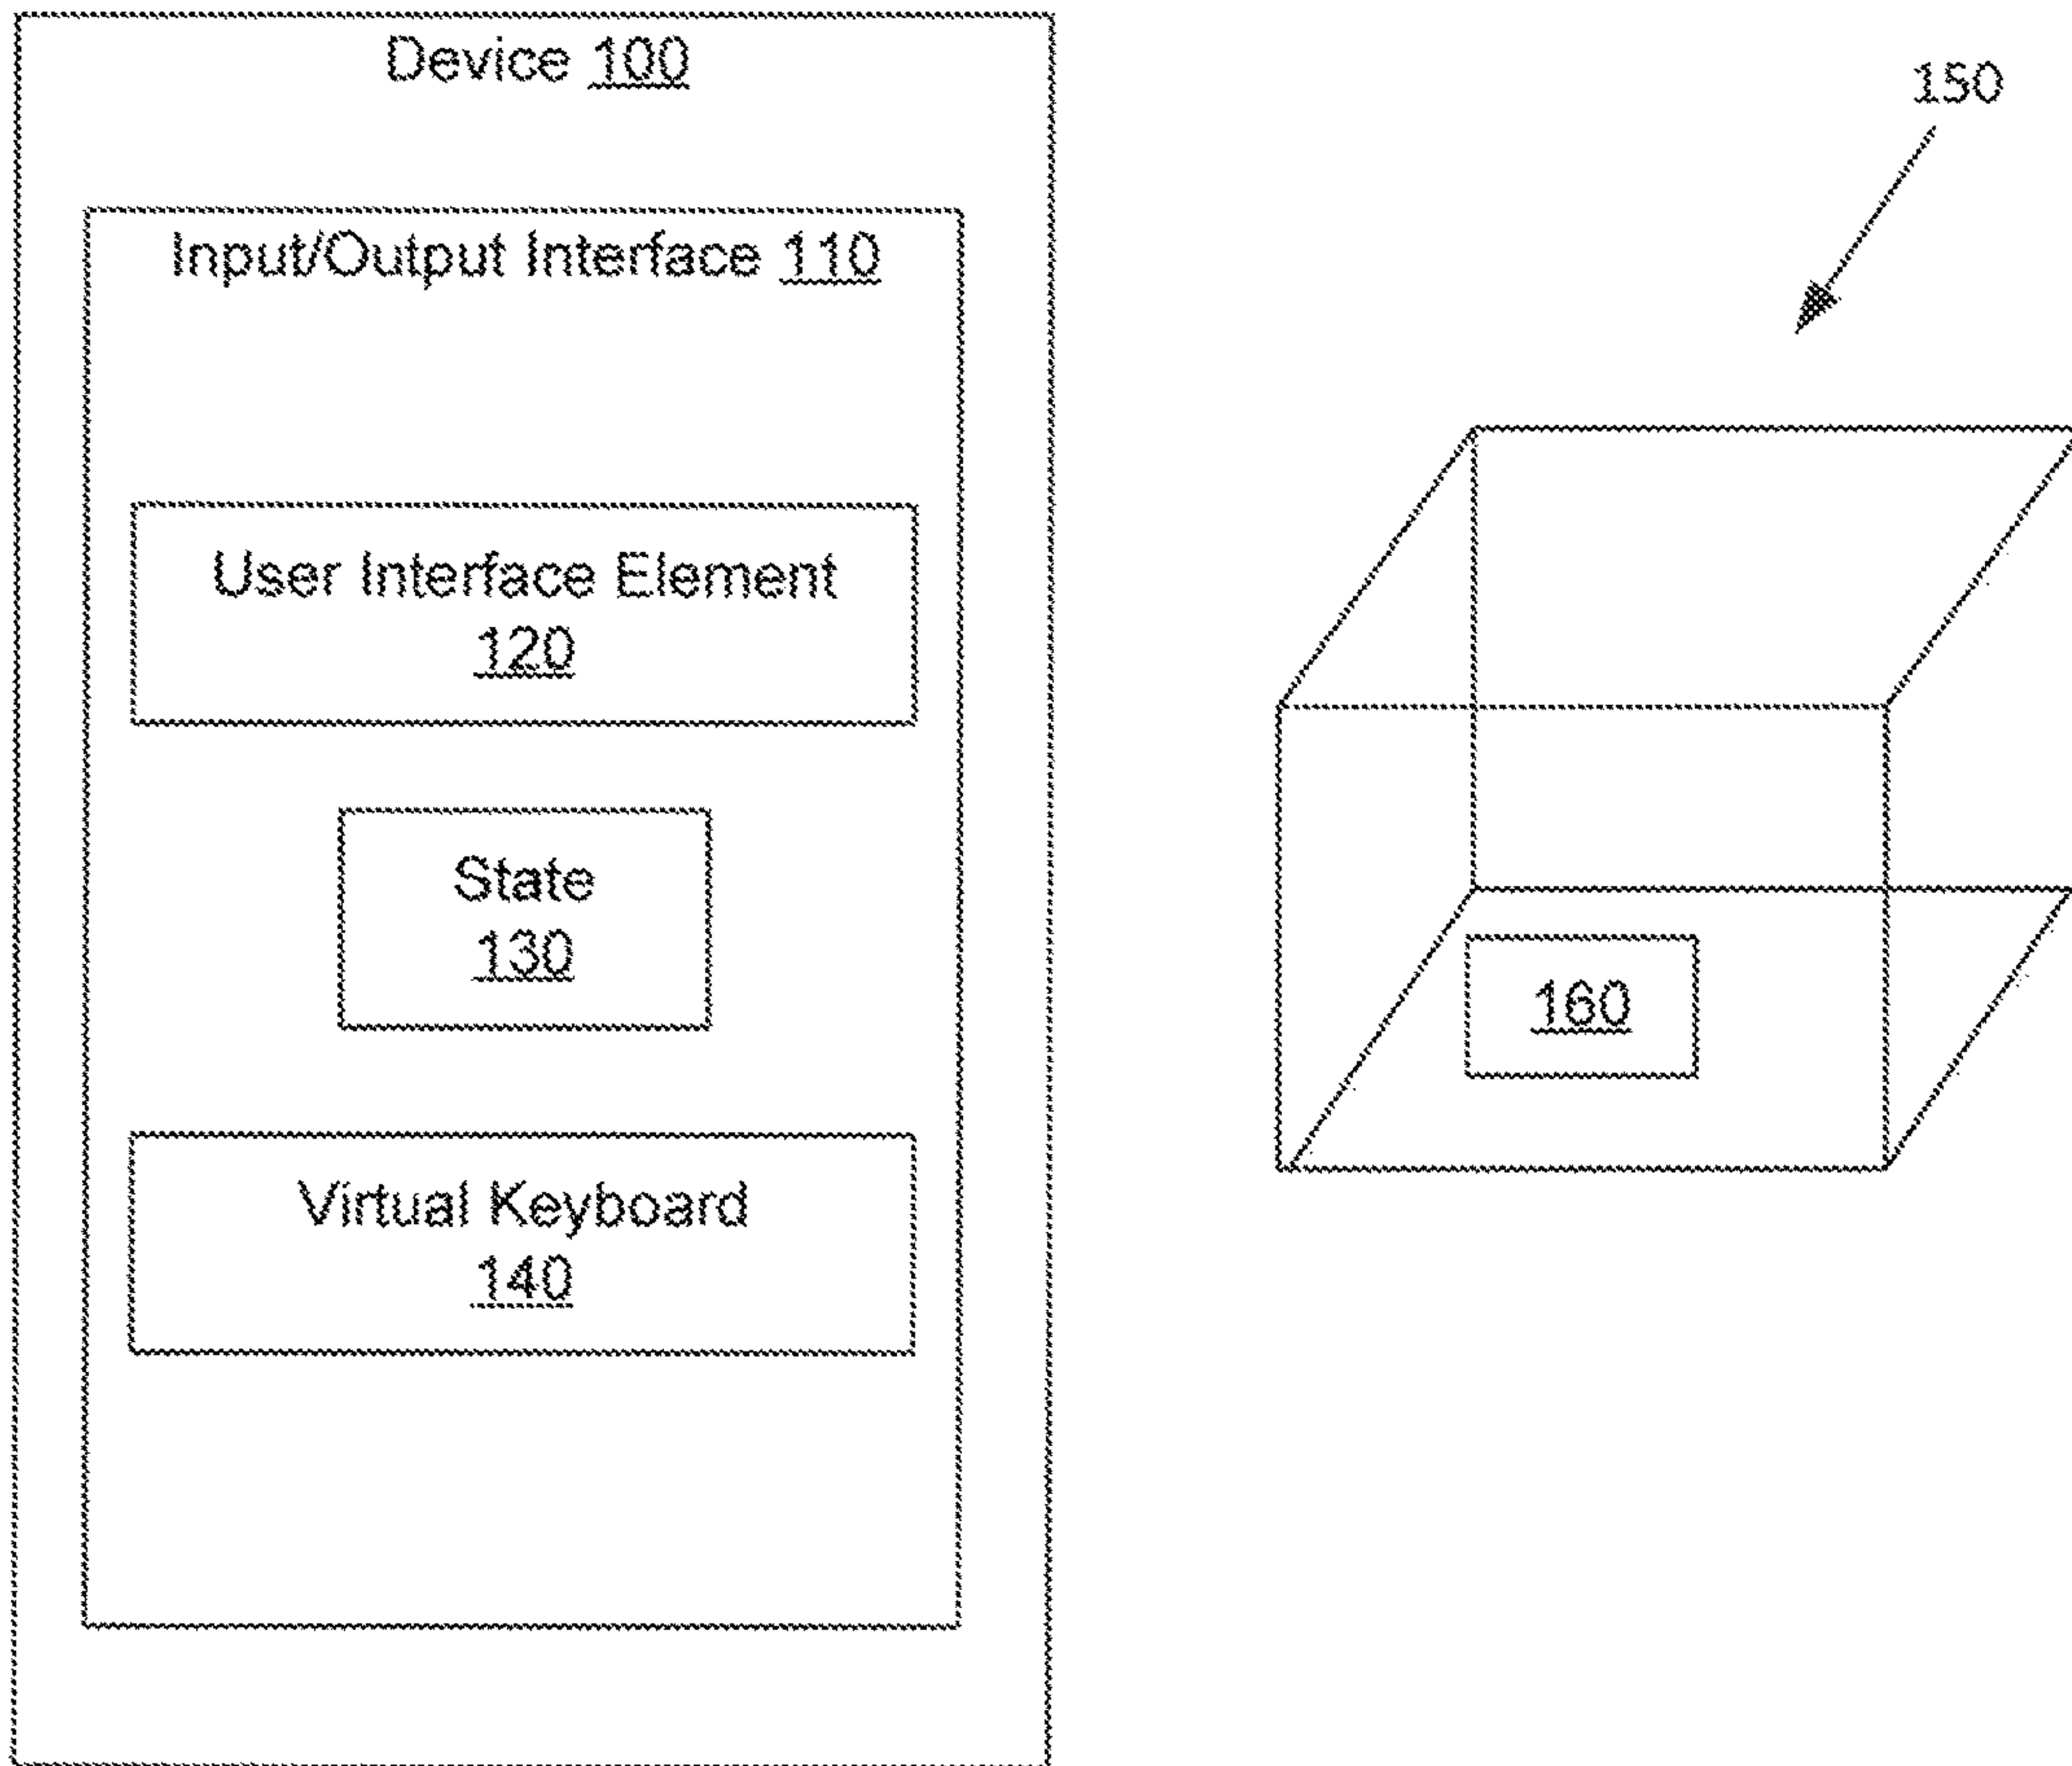 Device 100
Input/Output Interface 110
User Interface Element
120
State
130
Virtual Keyboard
140
150
160